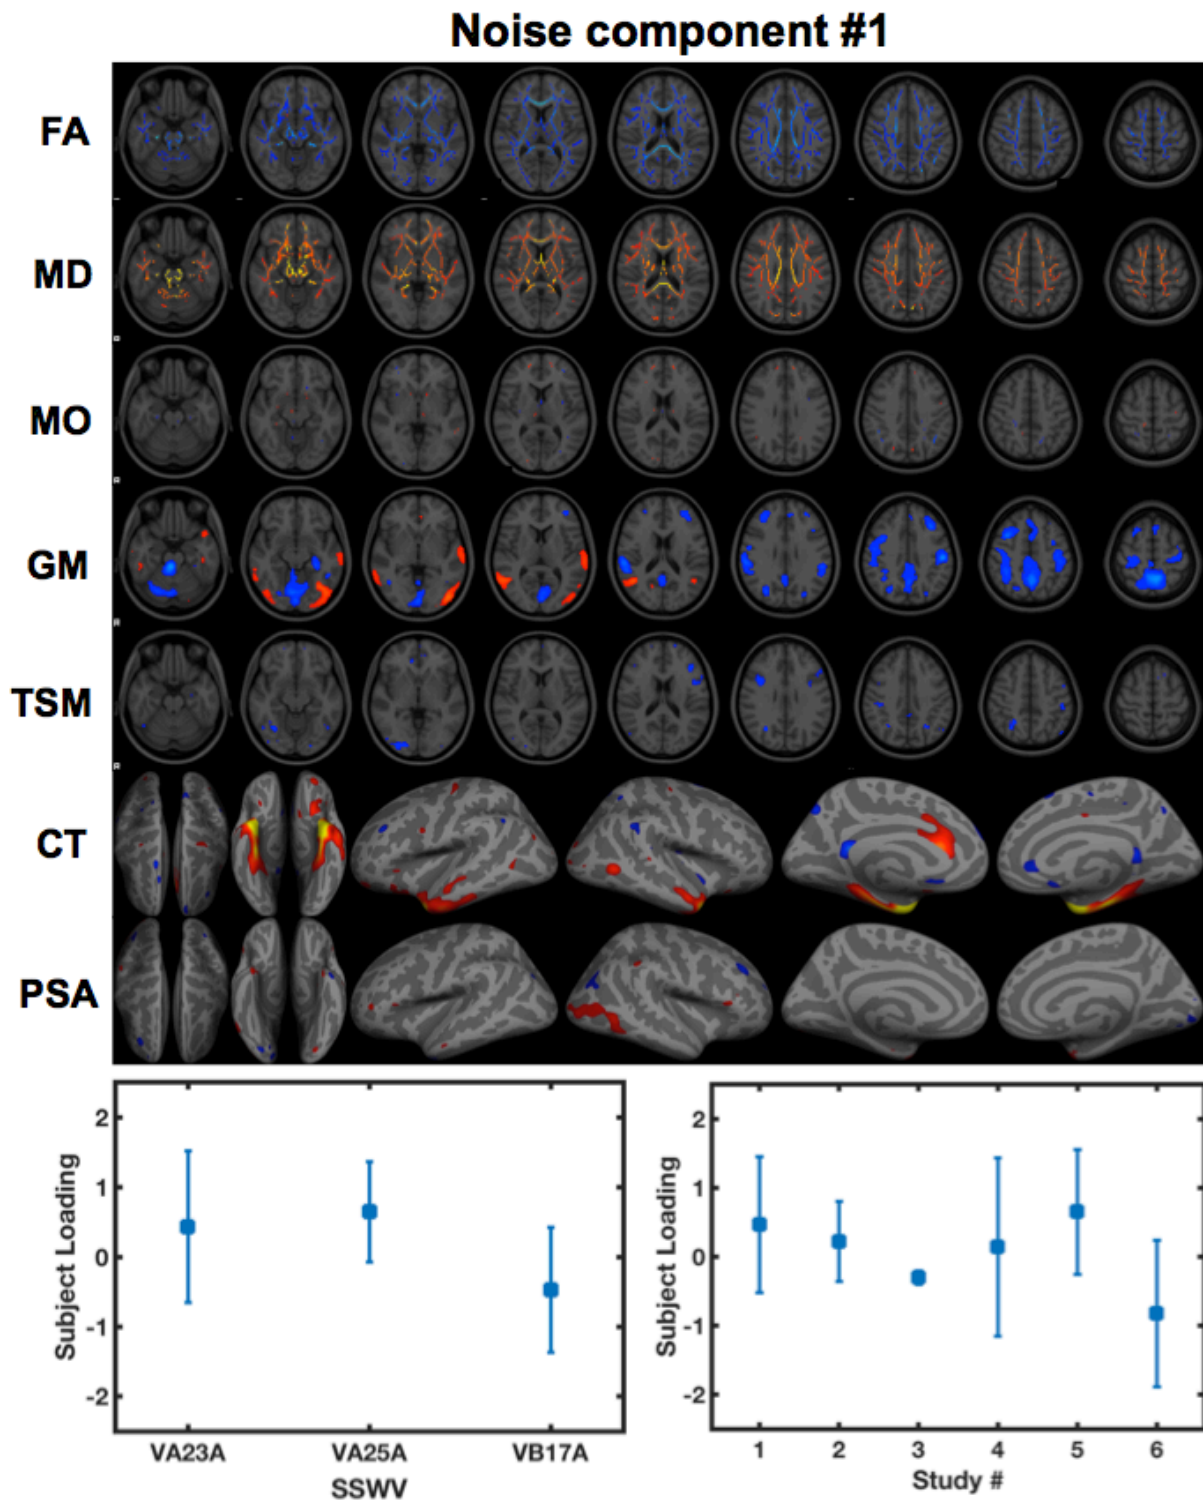 Noise component #1
FA
MD
MO
GM
TSM
CT
PSA
Subject Loading
2
1
0
-1
-2
VA23A VA25A VB17A
SSWV
Subject Loading
2
1
0
-1
-2
1 2 3 4 5 6
Study #